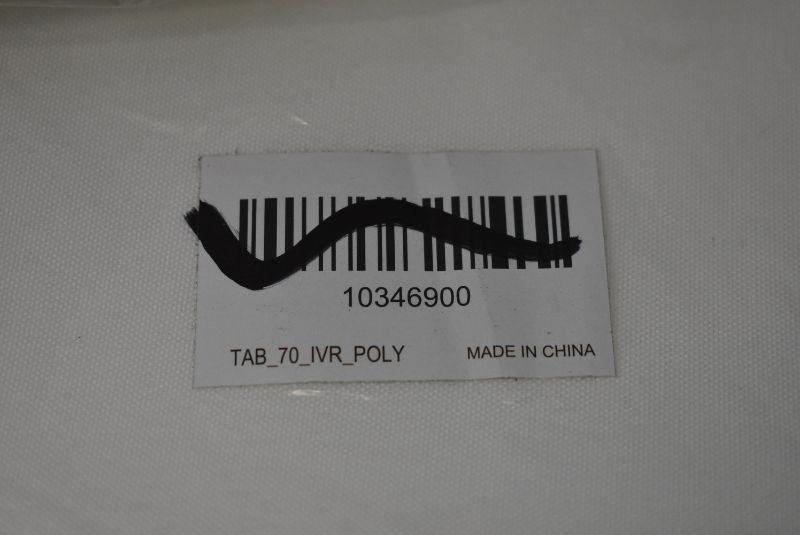 10346900
TAB_70_IVR_POLY MADE IN CHINA